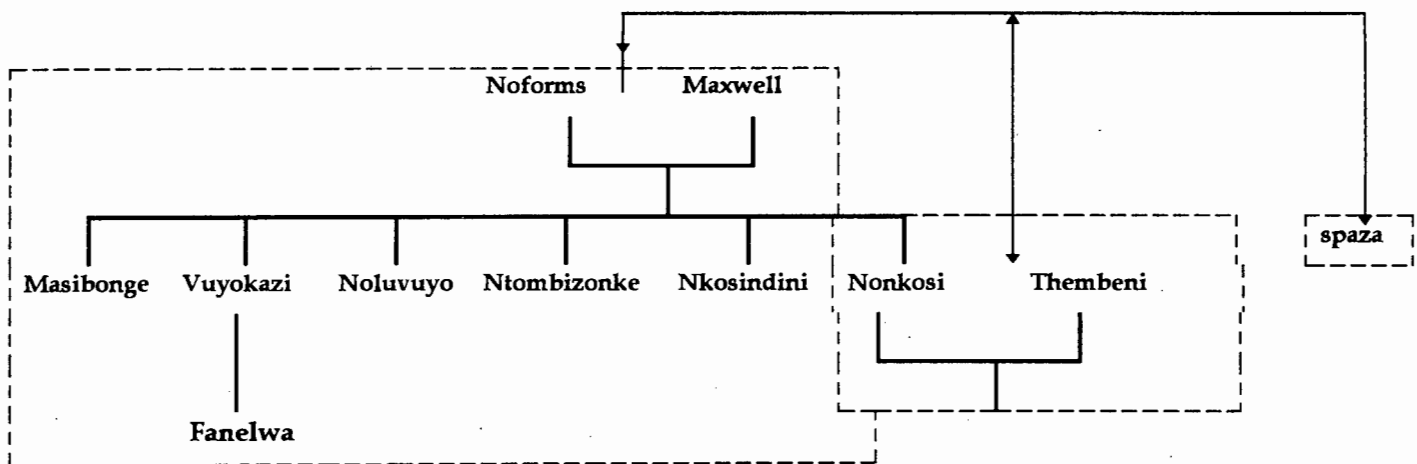 Noforms Maxwell
spaza
Masibonge Vuyokazi Noluvuyo Ntombizonke Nkosindini Nonkosi Thembeni
Fanelwa